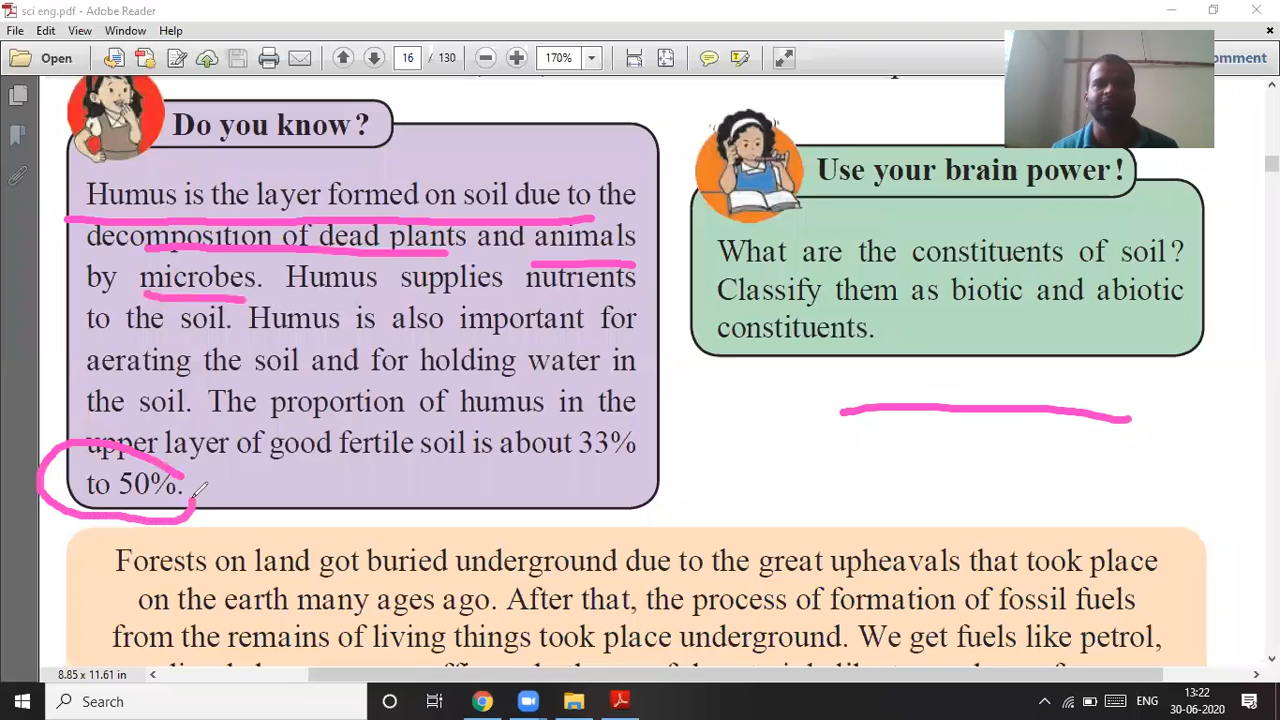 sci eng.pdf - Adobe Reader
File Edit View Window Help
Open 16 / 130 170% Comment
Do you know?
Humus is the layer formed on soil due to the
decomposition of dead plants and animals
by microbes. Humus supplies nutrients
to the soil. Humus is also important for
aerating the soil and for holding water in
the soil. The proportion of humus in the
upper layer of good fertile soil is about 33%
to 50%.
Use your brain power!
What are the constituents of soil?
Classify them as biotic and abiotic
constituents.
Forests on land got buried underground due to the great upheavals that took place
on the earth many ages ago. After that, the process of formation of fossil fuels
from the remains of living things took place underground. We get fuels like petrol,
8.85 x 11.61 in
Search
ENG
13:22
30-06-2020